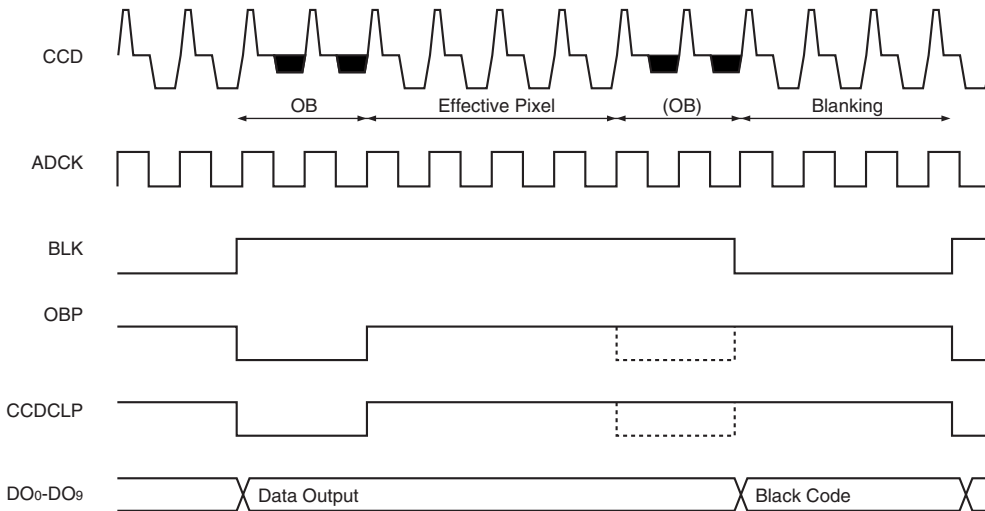 CCD
OB Effective Pixel (OB) Blanking
ADCK
BLK
OBP
CCDCLP
DO0-DO9 Data Output Black Code